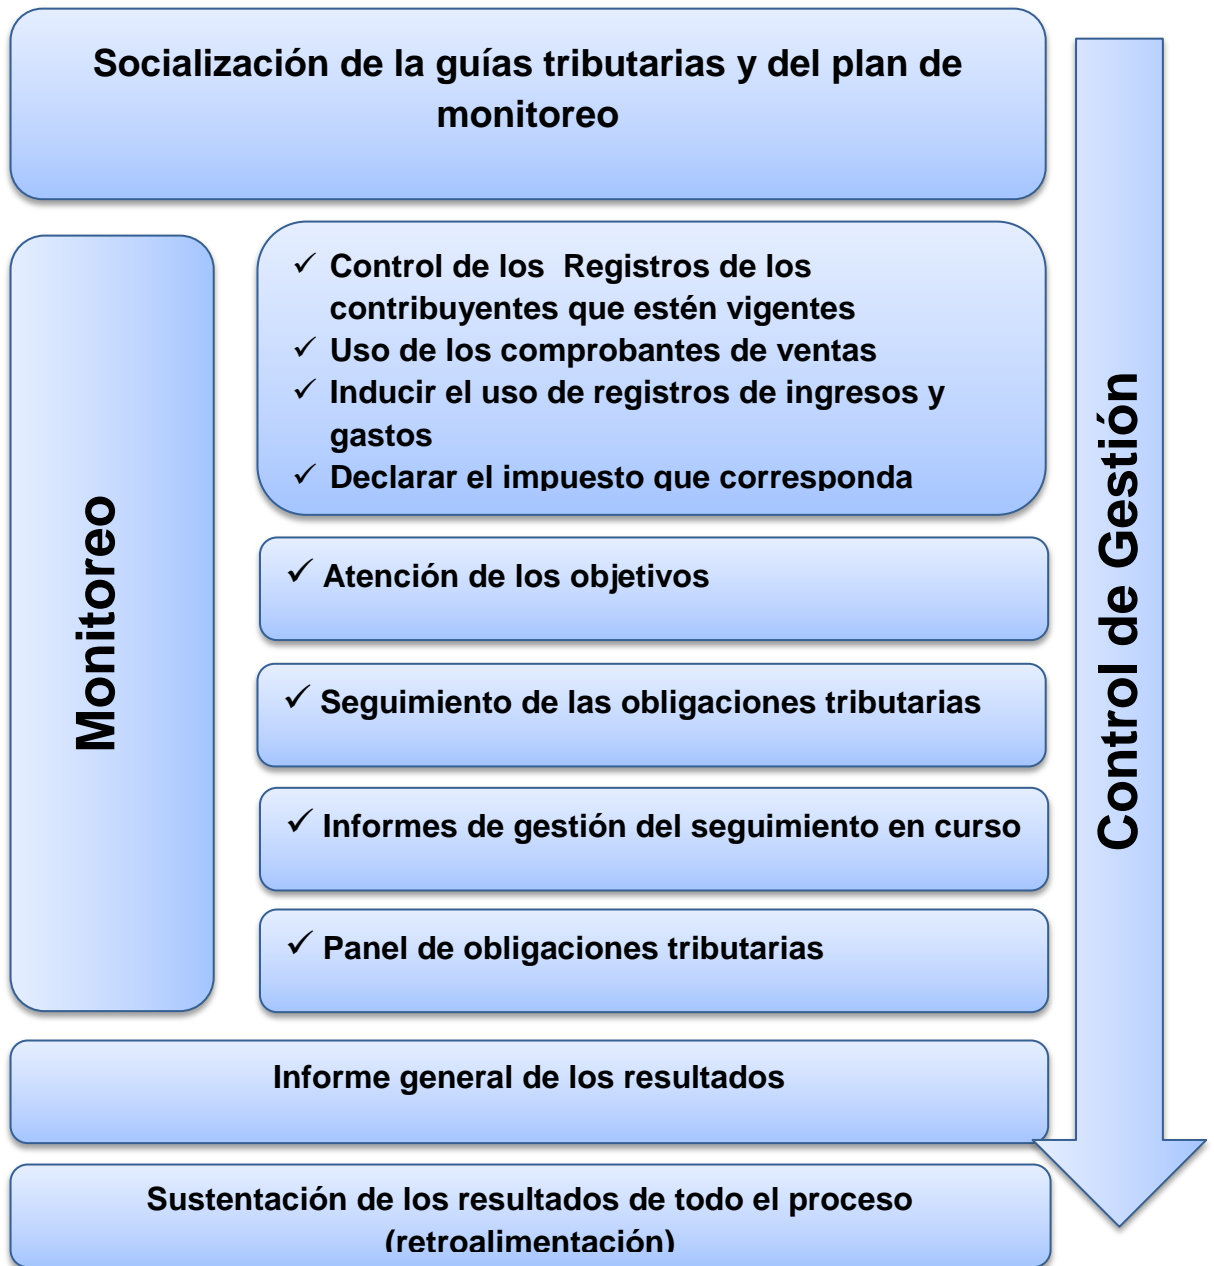 Socialización de la guías tributarias y del plan de
monitoreo
Monitoreo
✓ Control de los Registros de los
contribuyentes que estén vigentes
✓ Uso de los comprobantes de ventas
✓ Inducir el uso de registros de ingresos y
gastos
✓ Declarar el impuesto que corresponda
✓ Atención de los objetivos
✓ Seguimiento de las obligaciones tributarias
✓ Informes de gestión del seguimiento en curso
✓ Panel de obligaciones tributarias
Control de Gestión
Informe general de los resultados
Sustentación de los resultados de todo el proceso
(retroalimentación)